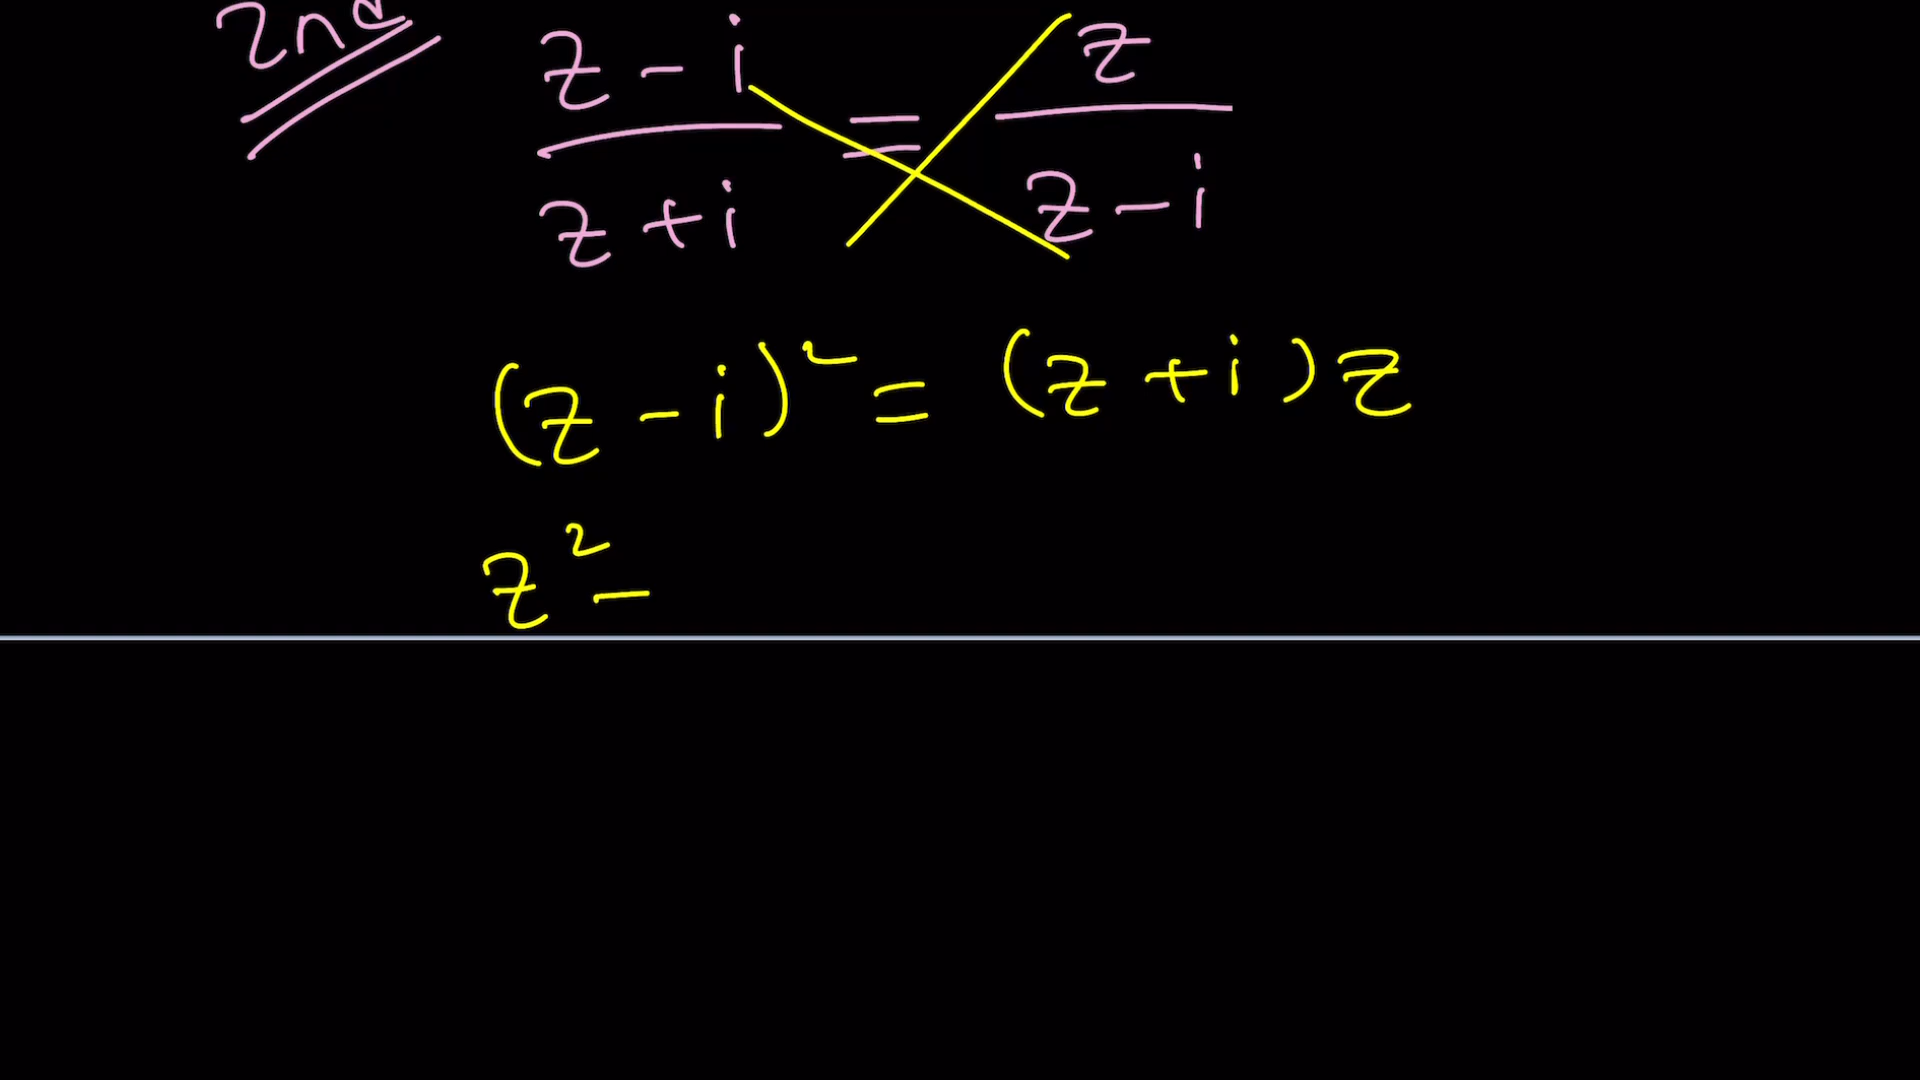 2nd
z - i / z + i = z / z - i
(z - i)² = (z + i) z
z² -